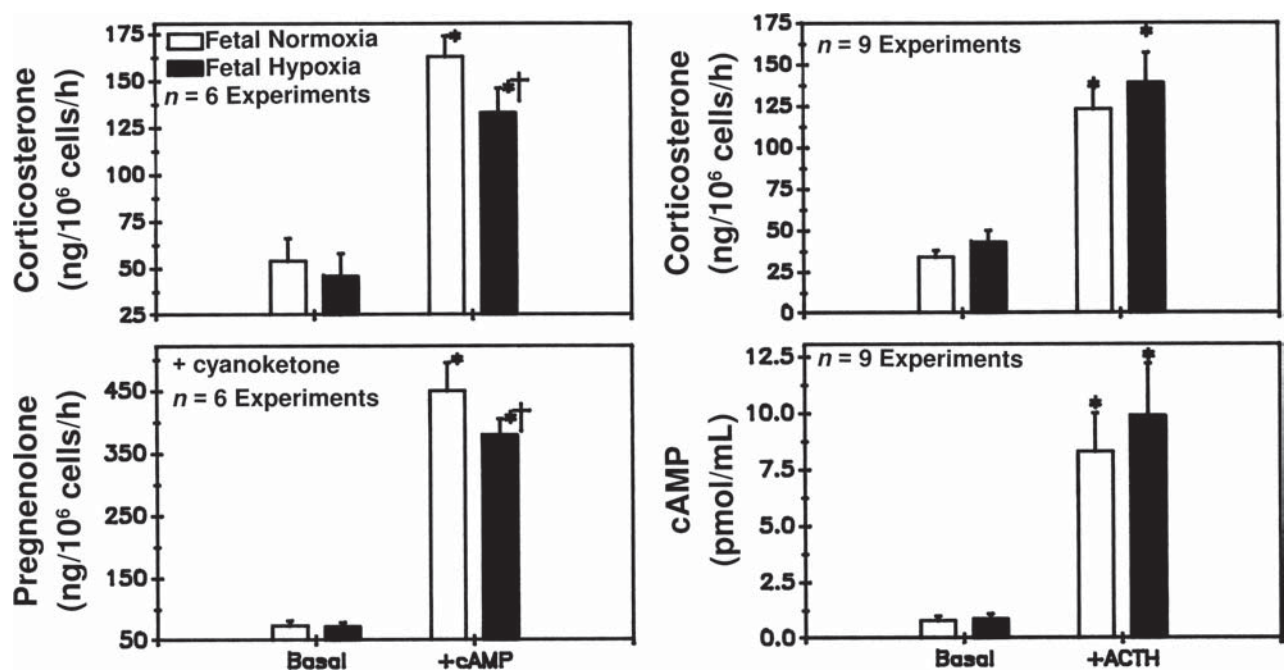 Corticosterone
(ng/10⁶ cells/h)
175
150
125
100
75
50
25
Fetal Normoxia
Fetal Hypoxia
n = 6 Experiments
*
*†
Corticosterone
(ng/10⁶ cells/h)
175
150
125
100
75
50
25
0
n = 9 Experiments
*
*
Pregnenolone
(ng/10⁶ cells/h)
450
350
250
150
50
+ cyanoketone
n = 6 Experiments
*
*†
Basal
+cAMP
cAMP
(pmol/mL)
12.5
10.0
7.5
5.0
2.5
0.0
n = 9 Experiments
*
*
Basal
+ACTH